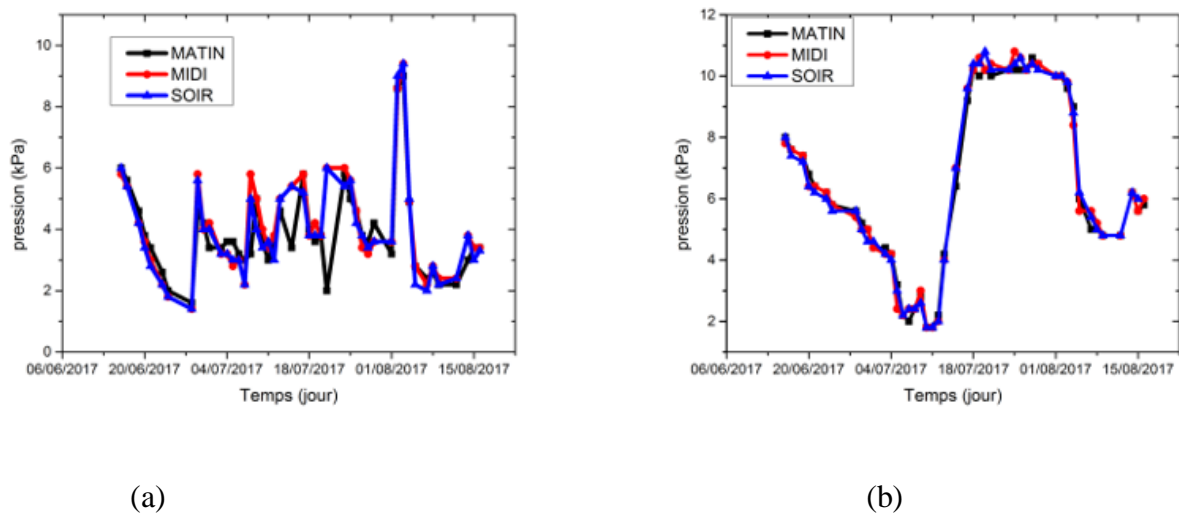 10
8
6
4
2
0
pression (kPa)
MATIN
MIDI
SOIR
06/06/2017 20/06/2017 04/07/2017 18/07/2017 01/08/2017 15/08/2017
Temps (jour)
(a)
12
10
8
6
4
2
pression (kPa)
MATIN
MIDI
SOIR
06/06/2017 20/06/2017 04/07/2017 18/07/2017 01/08/2017 15/08/2017
Temps (jour)
(b)